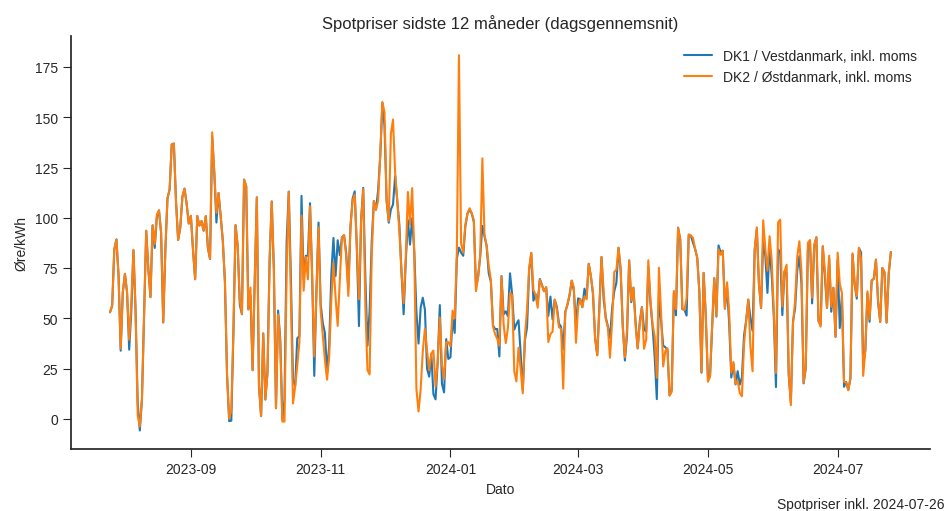 Spotpriser sidste 12 måneder (dagsgennemsnit)
DK1 / Vestdanmark, inkl. moms
DK2 / Østdanmark, inkl. moms
Øre/kWh
175
150
125
100
75
50
25
0
2023-09
2023-11
2024-01
2024-03
2024-05
2024-07
Dato
Spotpriser inkl. 2024-07-26